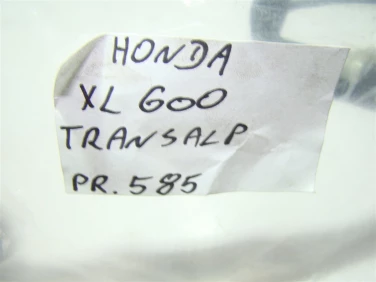 HONDA
XL 600
TRANSALP
PR. 585